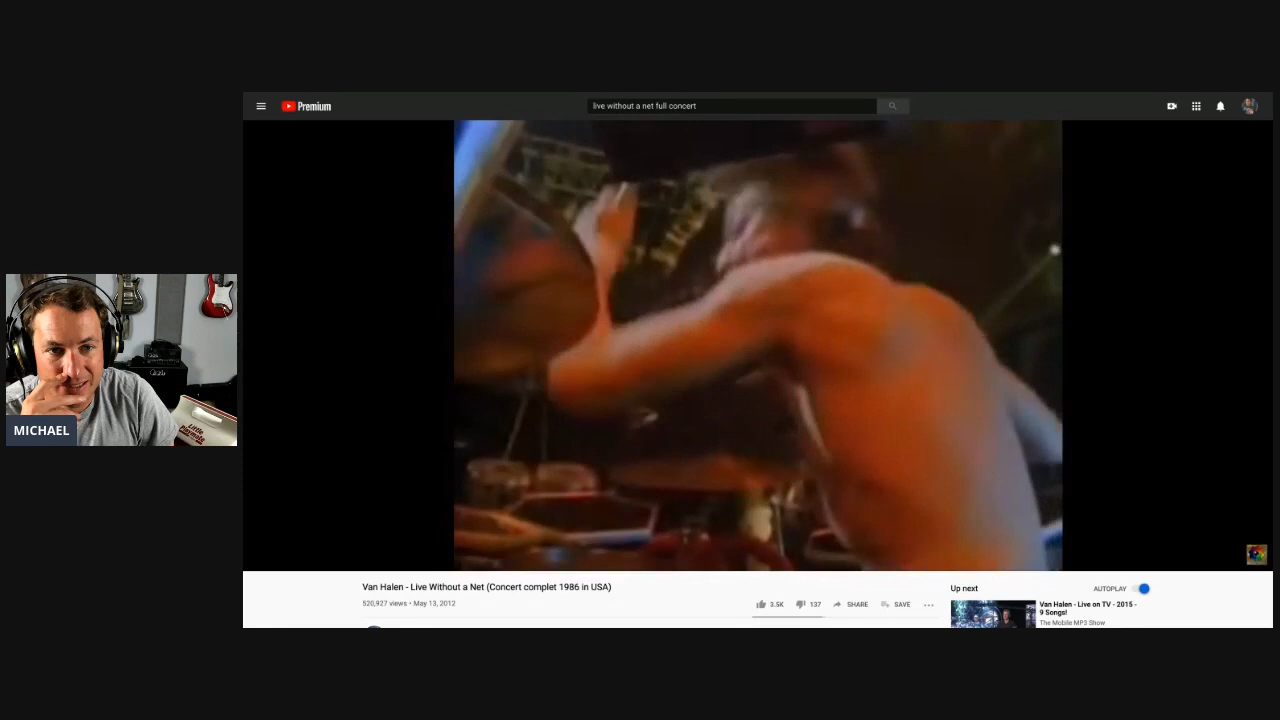 Premium
live without a net full concert
MICHAEL
Van Halen - Live Without a Net (Concert complet 1986 in USA)
520,927 views • May 13, 2012
3.5K
137
SHARE
SAVE
Up next
AUTOPLAY
Van Halen - Live on TV - 2015 -
9 Songs!
The Mobile MP3 Show
Little
Playmate